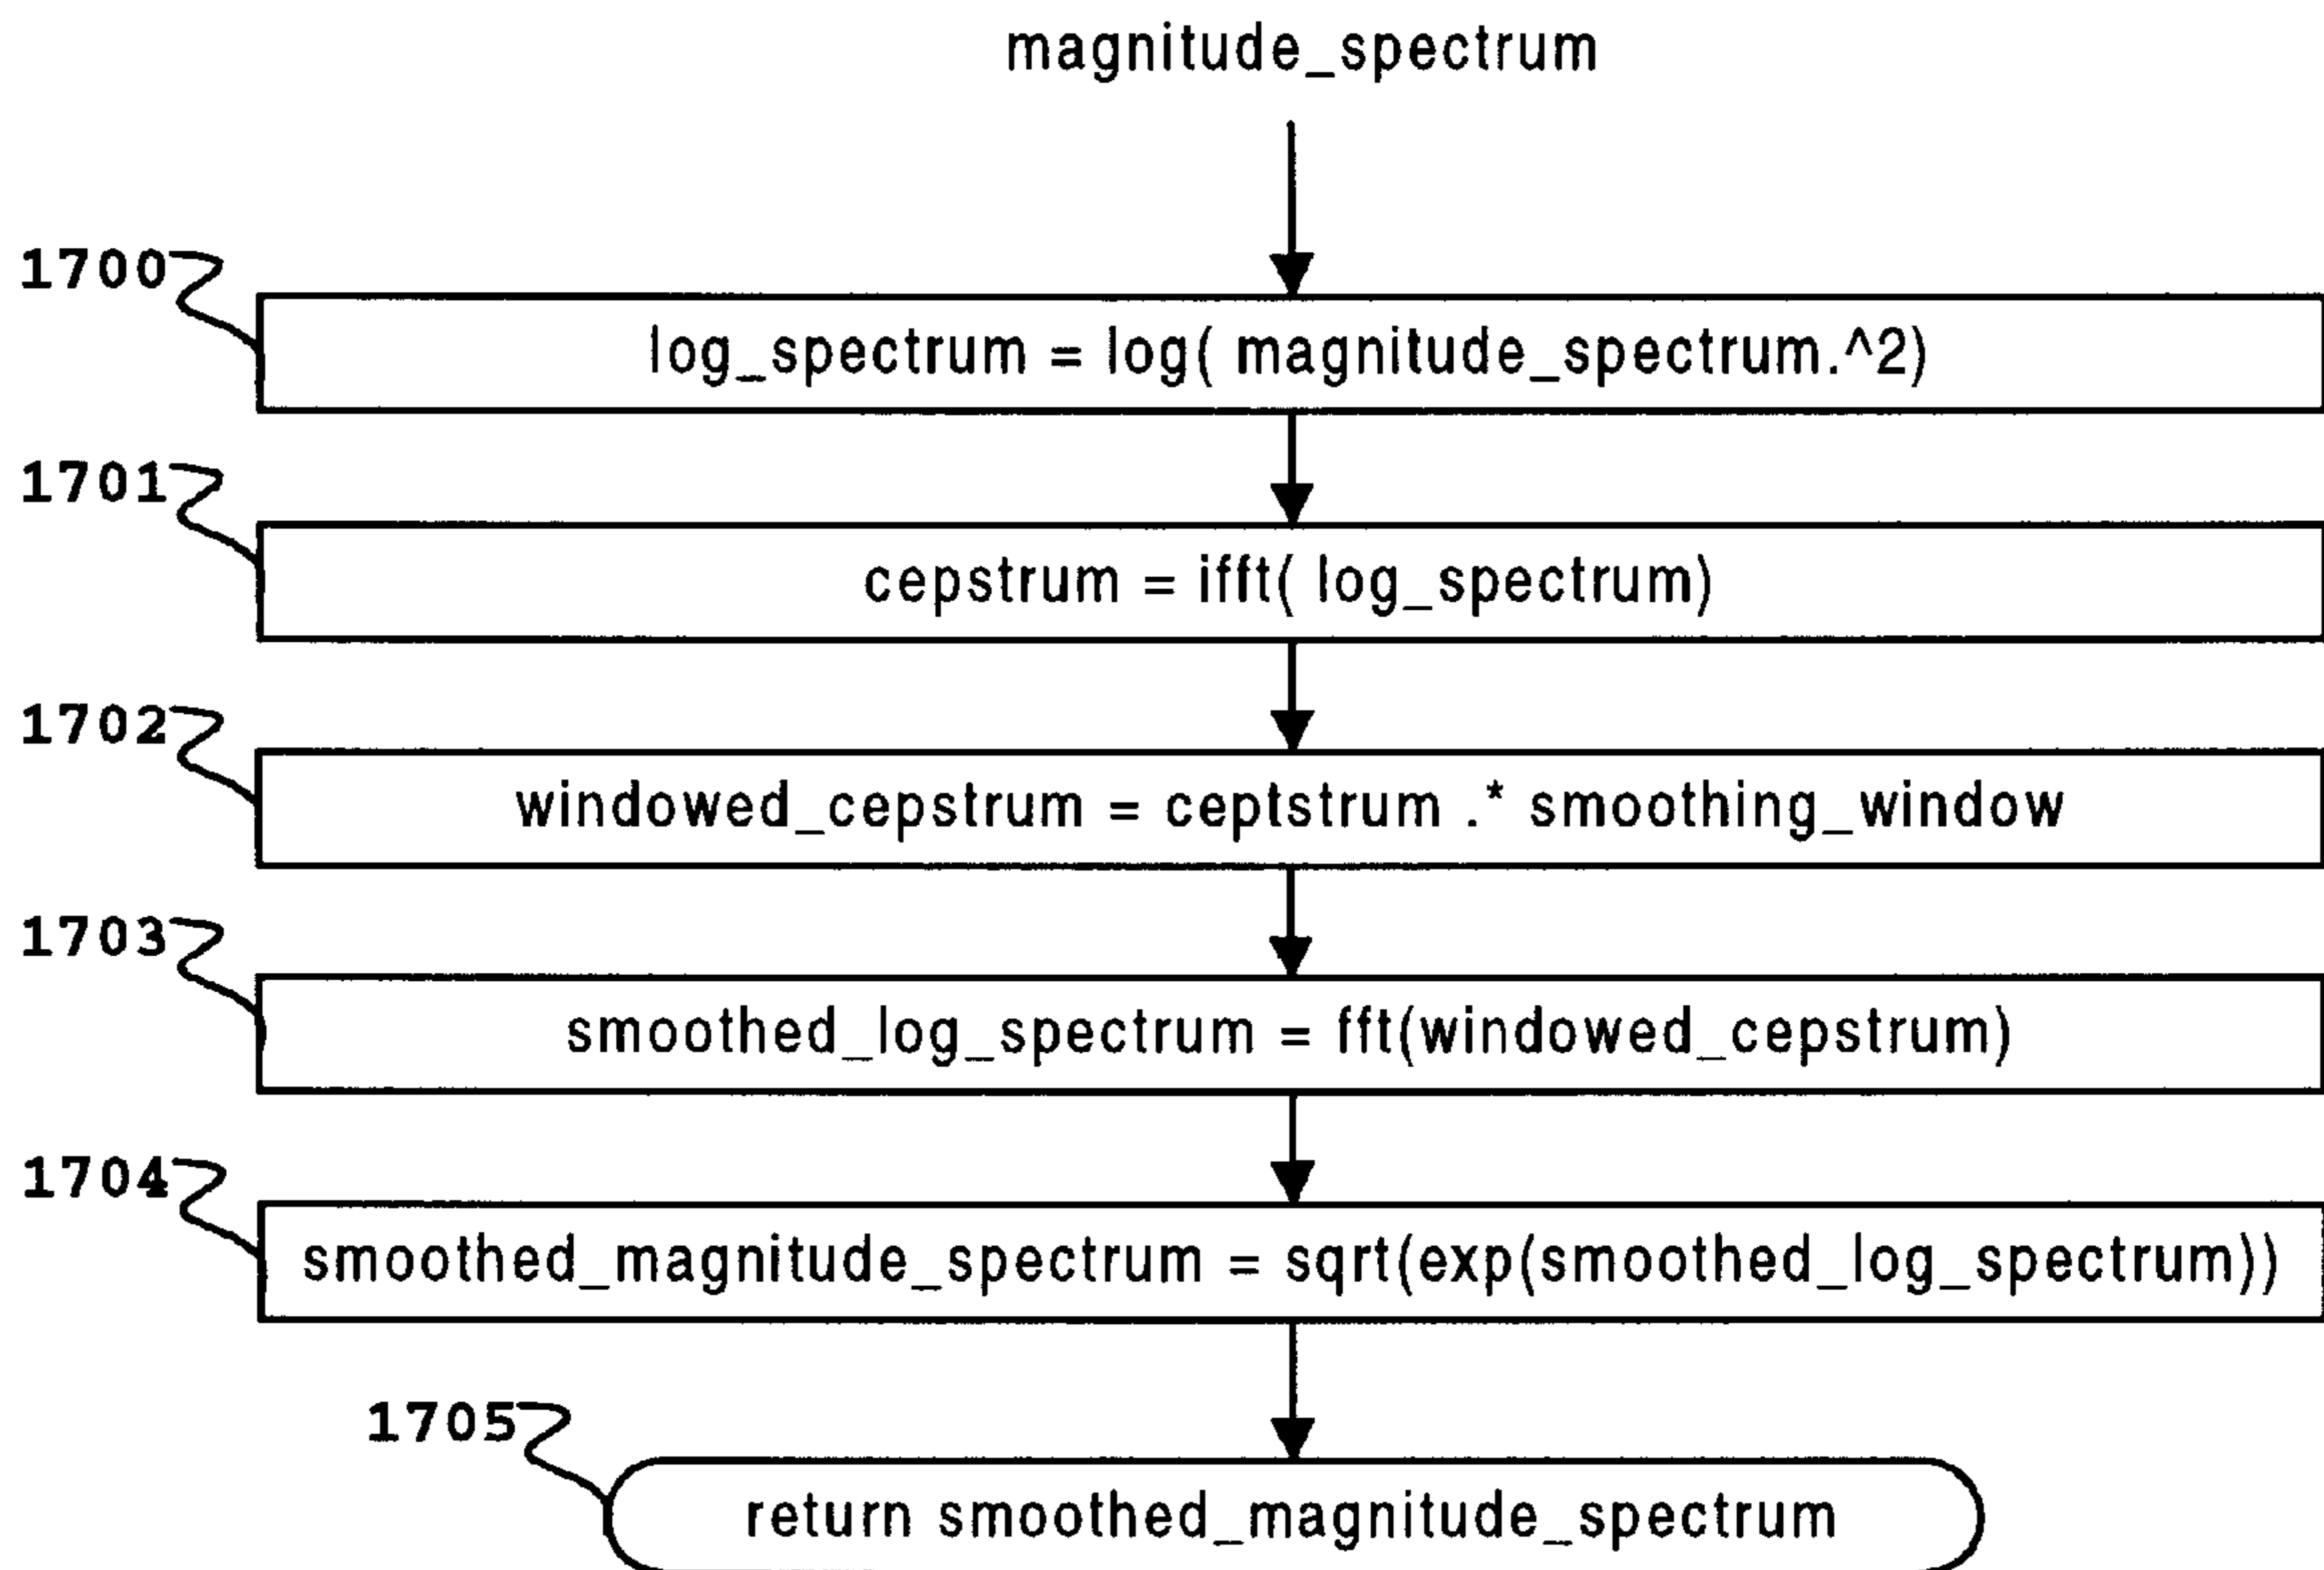 magnitude_spectrum
1700
log_spectrum = log( magnitude_spectrum.^2)
1701
cepstrum = ifft( log_spectrum)
1702
windowed_cepstrum = ceptstrum .* smoothing_window
1703
smoothed_log_spectrum = fft(windowed_cepstrum)
1704
smoothed_magnitude_spectrum = sqrt(exp(smoothed_log_spectrum))
1705
return smoothed_magnitude_spectrum